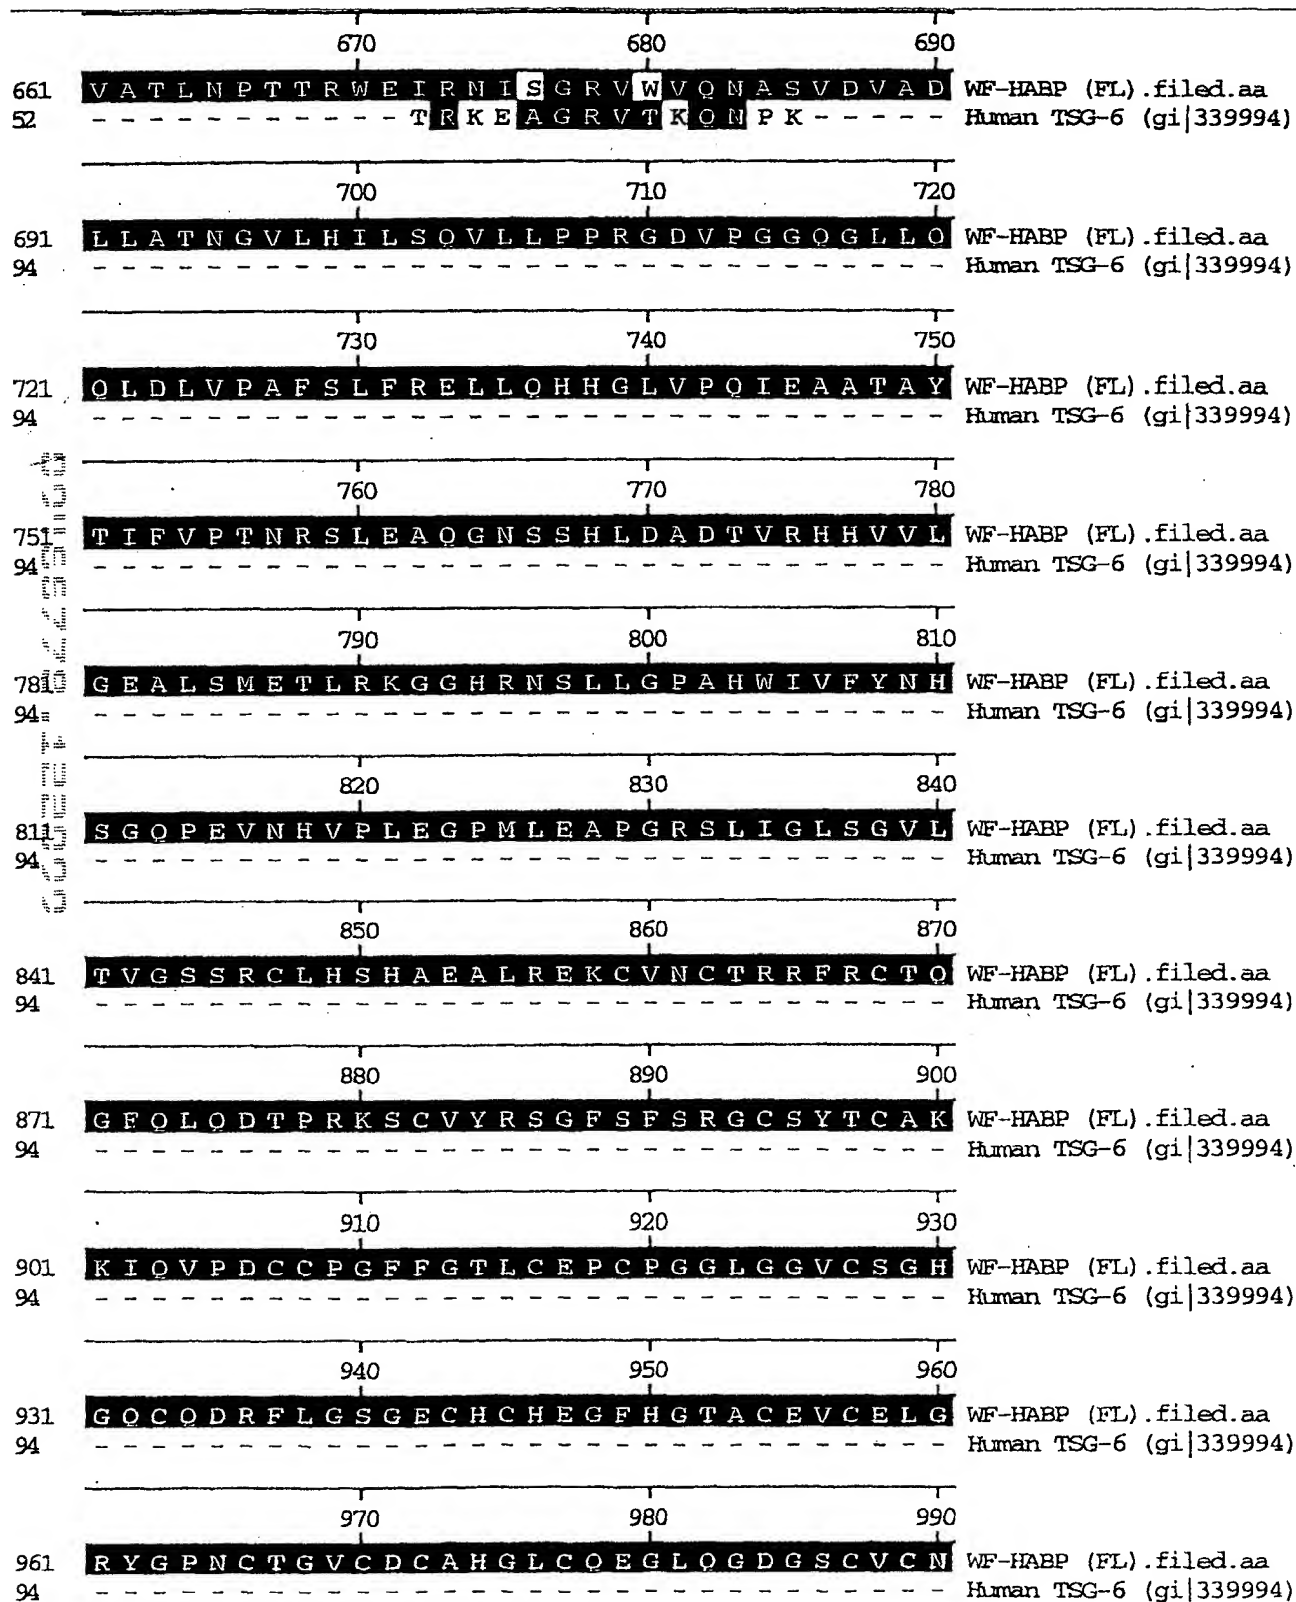 670 680 690
661 V A T L N P T T R W E I R N I S G R V W V Q N A S V D V A D WF-HABP (FL).filed.aa
52 - - - - - - - - - - - T R K E A G R V T K Q N P K - - - - - Human TSG-6 (gi|339994)
700 710 720
691 L L A T N G V L H I L S Q V L L P P R G D V P G G Q G L L Q WF-HABP (FL).filed.aa
94 - - - - - - - - - - - - - - - - - - - - - - - - - - - - - - Human TSG-6 (gi|339994)
730 740 750
721 Q L D L V P A F S L F R E L L Q H H G L V P Q I E A A T A Y WF-HABP (FL).filed.aa
94 - - - - - - - - - - - - - - - - - - - - - - - - - - - - - - Human TSG-6 (gi|339994)
760 770 780
751 T I F V P T N R S L E A Q G N S S H L D A D T V R H H V V L WF-HABP (FL).filed.aa
94 - - - - - - - - - - - - - - - - - - - - - - - - - - - - - - Human TSG-6 (gi|339994)
790 800 810
781 G E A L S M E T L R K G G H R N S L L G P A H W I V F Y N H WF-HABP (FL).filed.aa
94 - - - - - - - - - - - - - - - - - - - - - - - - - - - - - - Human TSG-6 (gi|339994)
820 830 840
811 S G Q P E V N H V P L E G P M L E A P G R S L I G L S G V L WF-HABP (FL).filed.aa
94 - - - - - - - - - - - - - - - - - - - - - - - - - - - - - - Human TSG-6 (gi|339994)
850 860 870
841 T V G S S R C L H S H A E A L R E K C V N C T R R F R C T Q WF-HABP (FL).filed.aa
94 - - - - - - - - - - - - - - - - - - - - - - - - - - - - - - Human TSG-6 (gi|339994)
880 890 900
871 G F Q L Q D T P R K S C V Y R S G F S F S R G C S Y T C A K WF-HABP (FL).filed.aa
94 - - - - - - - - - - - - - - - - - - - - - - - - - - - - - - Human TSG-6 (gi|339994)
910 920 930
901 K I Q V P D C C P G F F G T L C E P C P G G L G G V C S G H WF-HABP (FL).filed.aa
94 - - - - - - - - - - - - - - - - - - - - - - - - - - - - - - Human TSG-6 (gi|339994)
940 950 960
931 G Q C Q D R F L G S G E C H C H E G F H G T A C E V C E L G WF-HABP (FL).filed.aa
94 - - - - - - - - - - - - - - - - - - - - - - - - - - - - - - Human TSG-6 (gi|339994)
970 980 990
961 R Y G P N C T G V C D C A H G L C Q E G L Q G D G S C V C N WF-HABP (FL).filed.aa
94 - - - - - - - - - - - - - - - - - - - - - - - - - - - - - - Human TSG-6 (gi|339994)